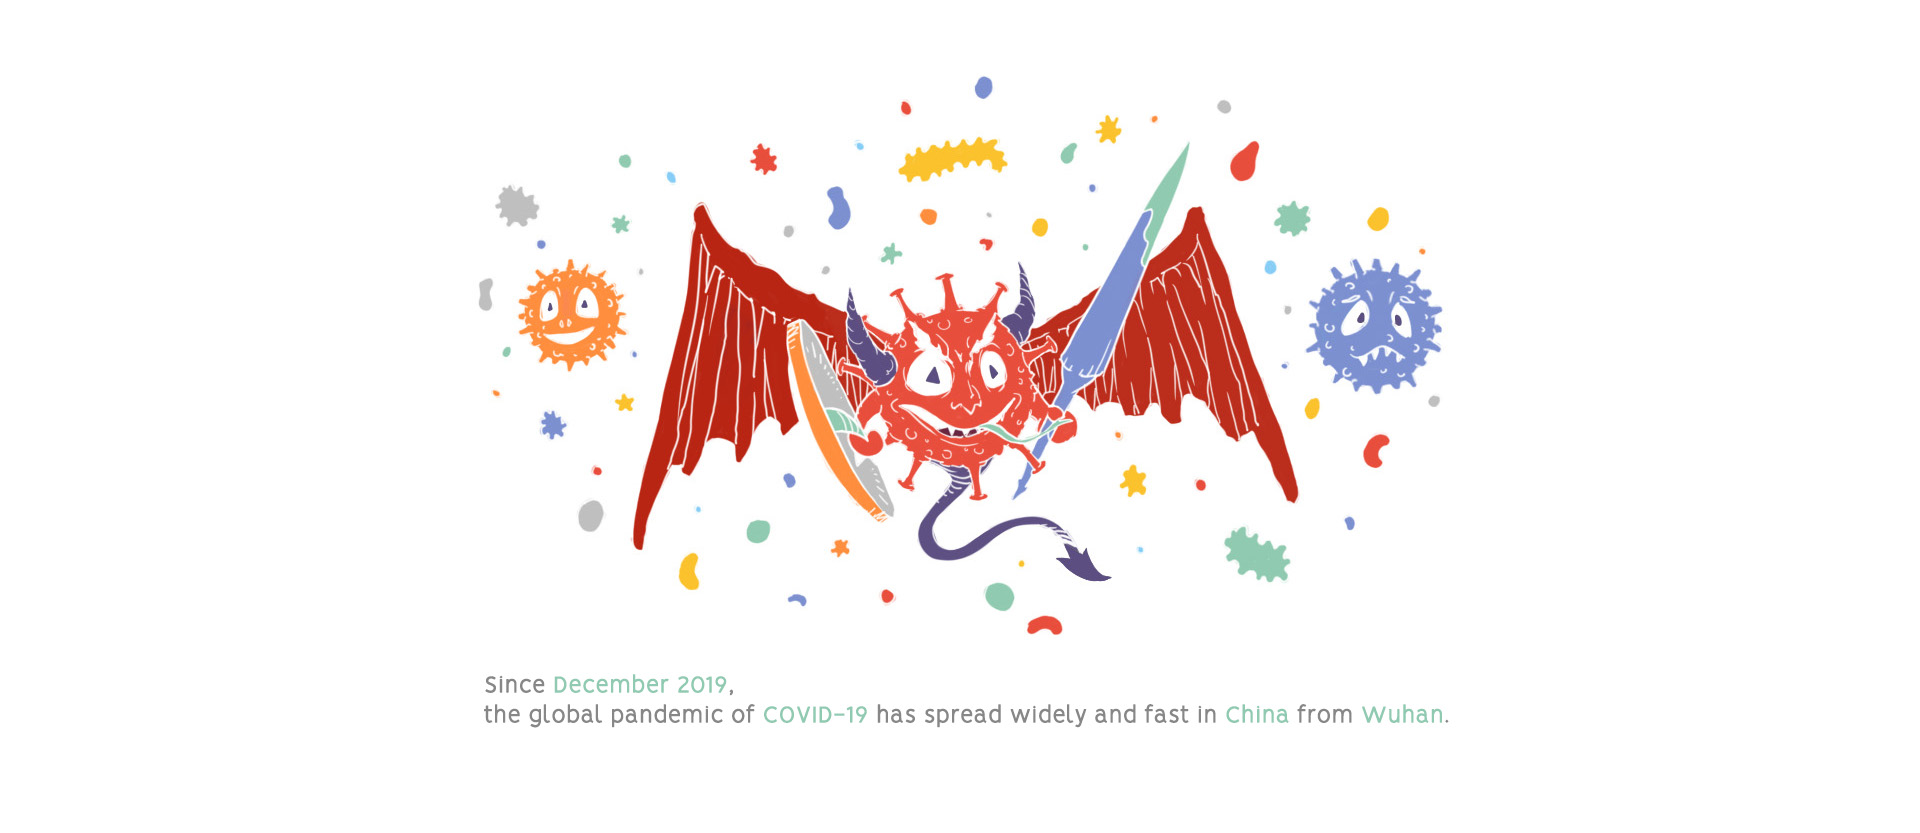 Since December 2019,
the global pandemic of COVID-19 has spread widely and fast in China from Wuhan.